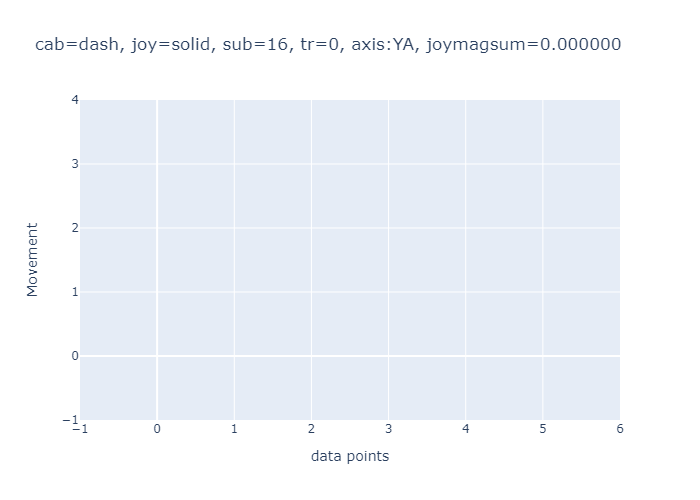 cab=dash, joy=solid, sub=16, tr=0, axis:YA, joymagsum=0.000000
4
3
2
1
0
−1
Movement
−1 0 1 2 3 4 5 6
data points